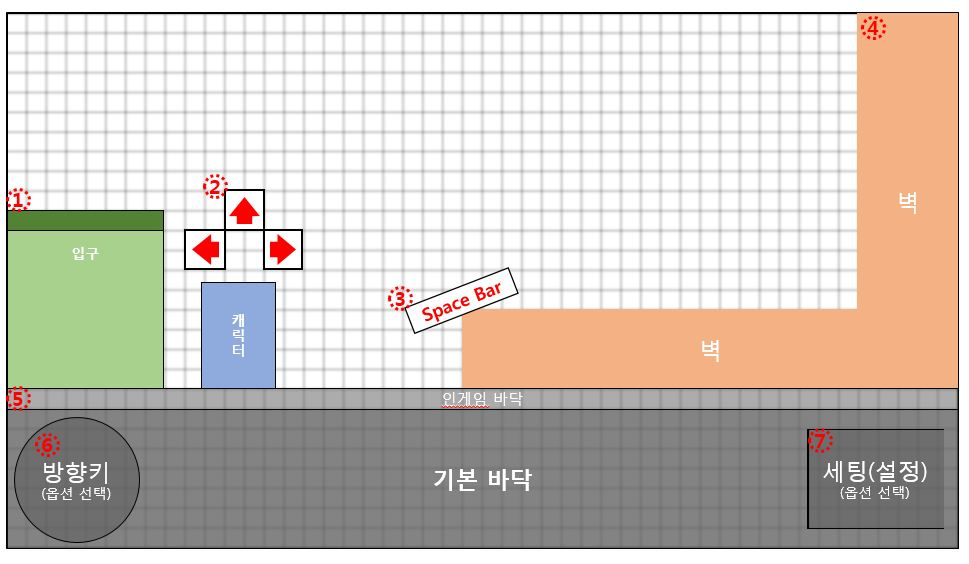 ④
②
①
벽
입구
③ Space Bar
캐
릭
터
벽
⑤
인게임 바닥
⑥
방향키
(옵션 선택)
기본 바닥
⑦
세팅(설정)
(옵션 선택)